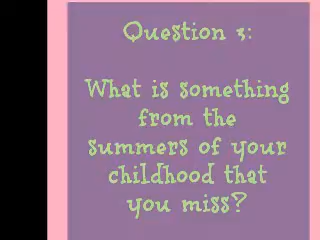 Question 3:
What is something
from the
summers of your
childhood that
you miss?